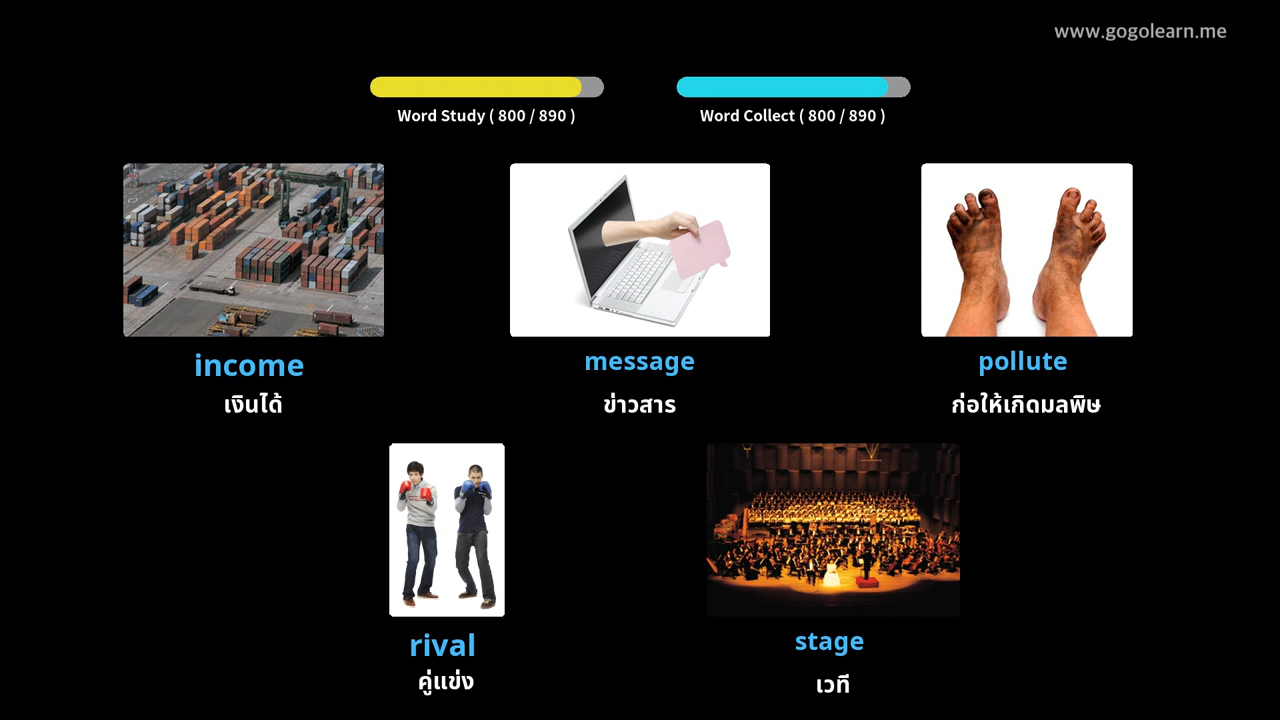 www.gogolearn.me
Word Study ( 800 / 890 )
Word Collect ( 800 / 890 )
income
message
pollute
เงินได้
ข่าวสาร
ก่อให้เกิดมลพิษ
rival
stage
คู่แข่ง
เวที